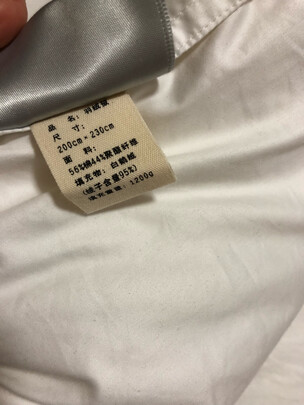 品 名: 羽绒被
尺 寸:
200cm×230cm
面 料:
56%棉44%聚酯纤维
填充物: 白鹅绒
(绒子含量95%)
填充重量: 1200g